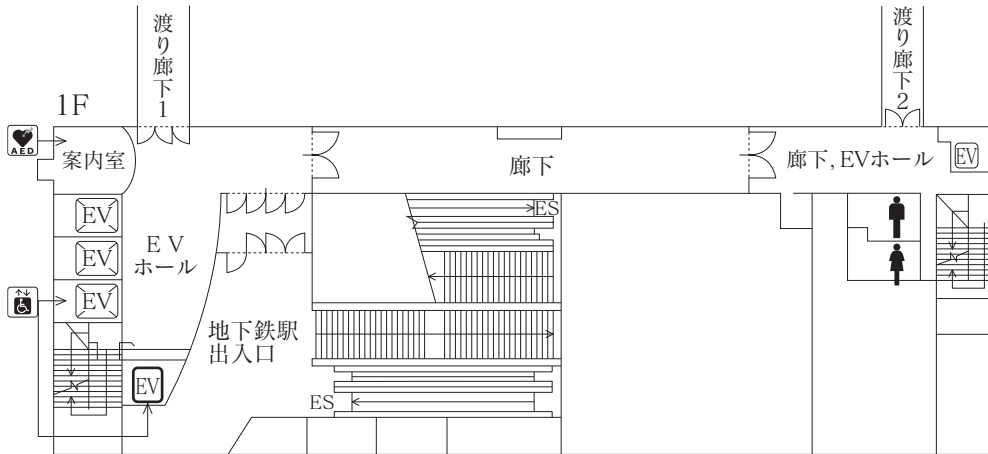 渡り廊下1
渡り廊下2
1F
AED
案内室
廊下
廊下, EVホール
EV
EV
ES
EV
ＥＶ
ホール
EV
地下鉄駅
出入口
EV
ES